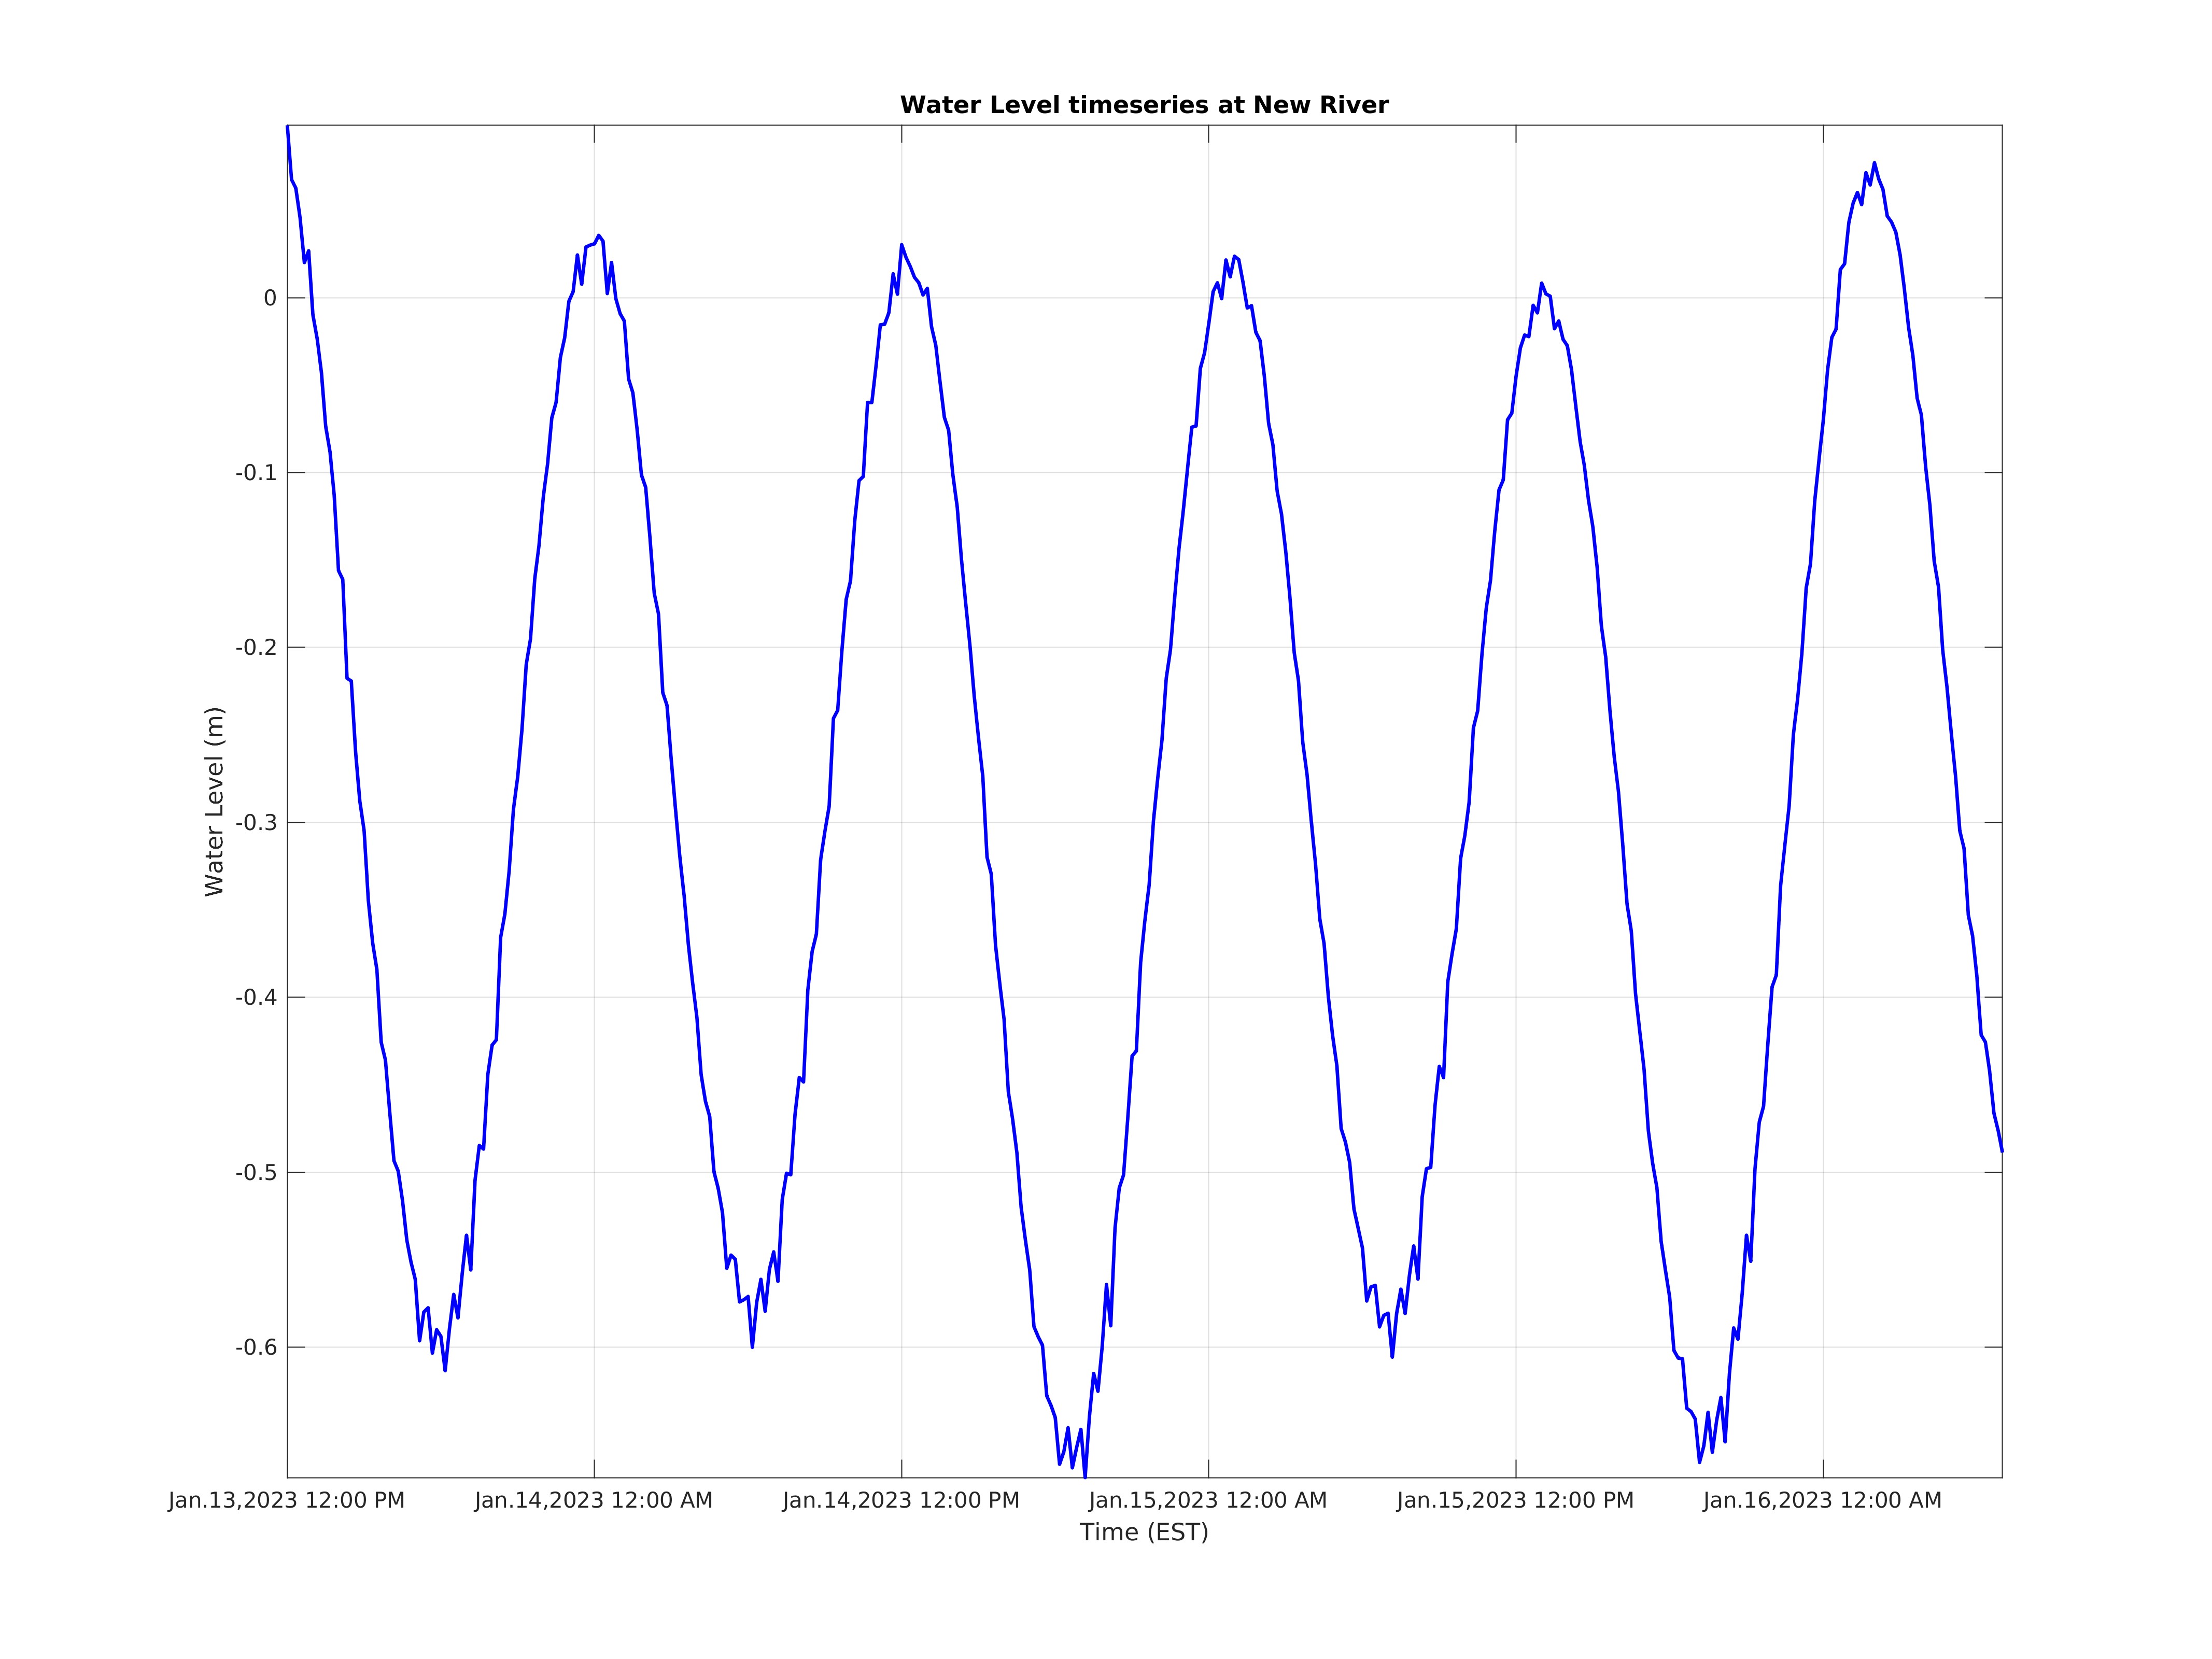 Water Level timeseries at New River
0
-0.1
-0.2
-0.3
-0.4
-0.5
-0.6
Water Level (m)
Jan.13,2023 12:00 PM
Jan.14,2023 12:00 AM
Jan.14,2023 12:00 PM
Jan.15,2023 12:00 AM
Jan.15,2023 12:00 PM
Jan.16,2023 12:00 AM
Time (EST)